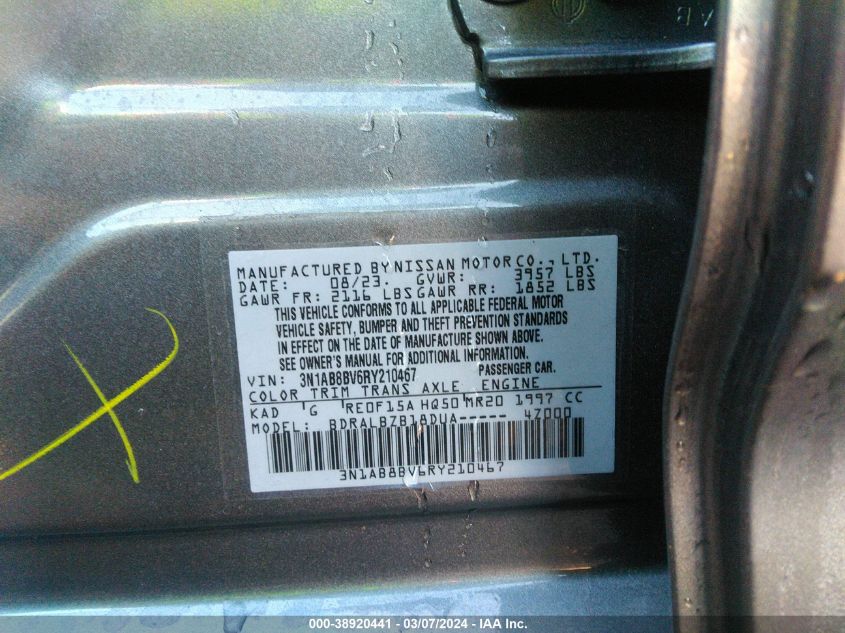 AB
MANUFACTURED BY NISSAN MOTOR CO., LTD.
DATE: 08/23. GVWR: 3957 LBS
GAWR FR: 2116 LBS GAWR RR: 1852 LBS
THIS VEHICLE CONFORMS TO ALL APPLICABLE FEDERAL MOTOR
VEHICLE SAFETY, BUMPER AND THEFT PREVENTION STANDARDS
IN EFFECT ON THE DATE OF MANUFACTURE SHOWN ABOVE.
SEE OWNER'S MANUAL FOR ADDITIONAL INFORMATION.
VIN: 3N1AB8BV6RY210467 PASSENGER CAR.
COLOR TRIM TRANS AXLE ENGINE
KAD G RE0F15A HQ50 MR20 1997 CC
MODEL: BDRALBZB18DUA----- 4Z000
3N1AB8BV6RY210467
000-38920441 - 03/07/2024 - IAA Inc.